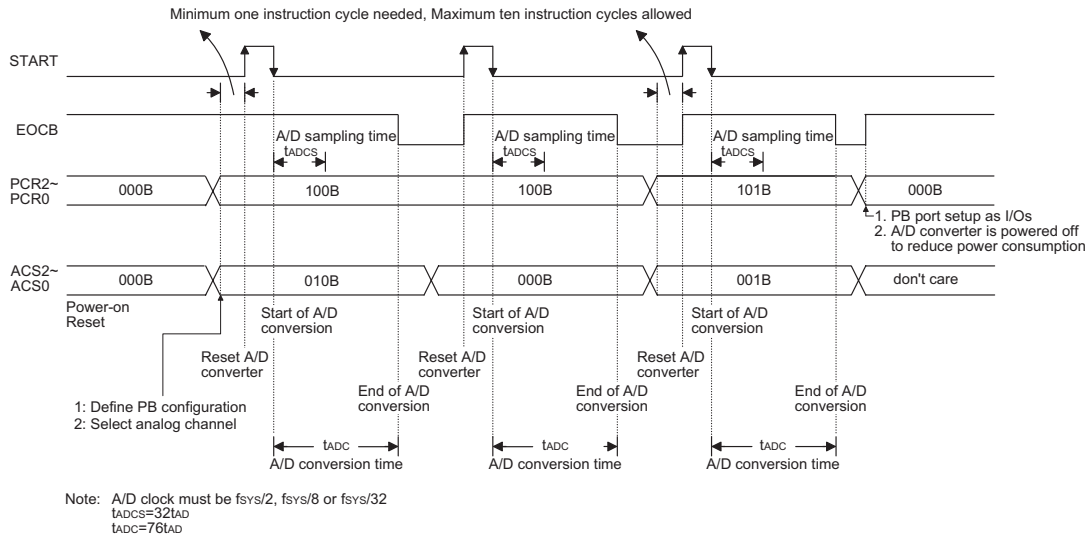 Minimum one instruction cycle needed, Maximum ten instruction cycles allowed
START
EOCB
A/D sampling time
tADCS
A/D sampling time
tADCS
A/D sampling time
tADCS
PCR2~
PCR0
000B
100B
100B
101B
000B
1. PB port setup as I/Os
2. A/D converter is powered off
to reduce power consumption
ACS2~
ACS0
000B
010B
000B
001B
don't care
Power-on
Reset
Start of A/D
conversion
Start of A/D
conversion
Start of A/D
conversion
Reset A/D
converter
Reset A/D
converter
Reset A/D
converter
1: Define PB configuration
2: Select analog channel
End of A/D
conversion
End of A/D
conversion
End of A/D
conversion
tADC
A/D conversion time
tADC
A/D conversion time
tADC
A/D conversion time
Note: A/D clock must be fSYS/2, fSYS/8 or fSYS/32
tADCS=32tAD
tADC=76tAD